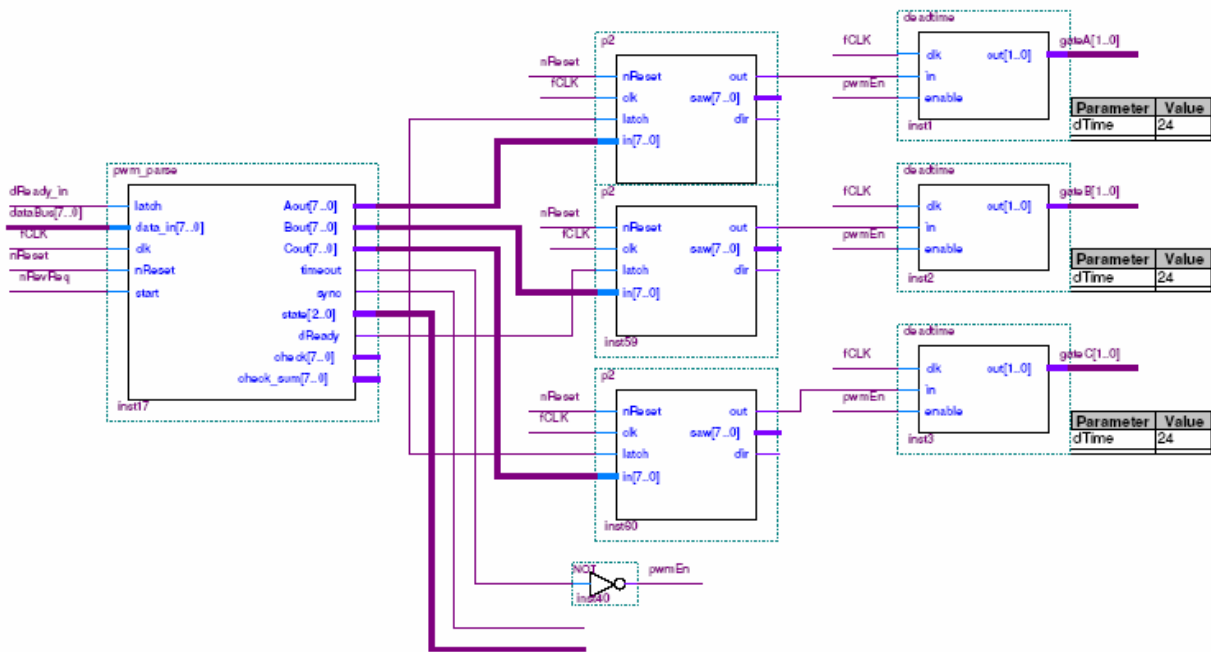 pwm_parse
dReady_in
dataBus[7..0]
fCLK
nReset
nRevReq
latch
data_in[7..0]
clk
nReset
start
Aout[7..0]
Bout[7..0]
Cout[7..0]
timeout
sync
state[2..0]
dReady
check[7..0]
check_sum[7..0]
inst17
p2
nReset
fCLK
nReset
clk
latch
in[7..0]
out
saw[7..0]
dir
p2
nReset
fCLK
nReset
clk
latch
in[7..0]
out
saw[7..0]
dir
inst59
p2
nReset
fCLK
nReset
clk
latch
in[7..0]
out
saw[7..0]
dir
inst60
NOT
inst40
pwmEn
deadtime
fCLK
pwmEn
clk
in
enable
out[1..0]
gateA[1..0]
inst1
Parameter Value
dTime 24
deadtime
fCLK
pwmEn
clk
in
enable
out[1..0]
gateB[1..0]
inst2
Parameter Value
dTime 24
deadtime
fCLK
pwmEn
clk
in
enable
out[1..0]
gateC[1..0]
inst3
Parameter Value
dTime 24